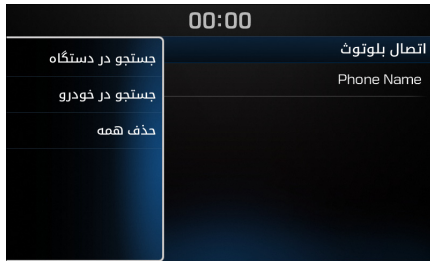 00:00
اتصال بلوتوث
Phone Name
جستجو در دستگاه
جستجو در خودرو
حذف همه